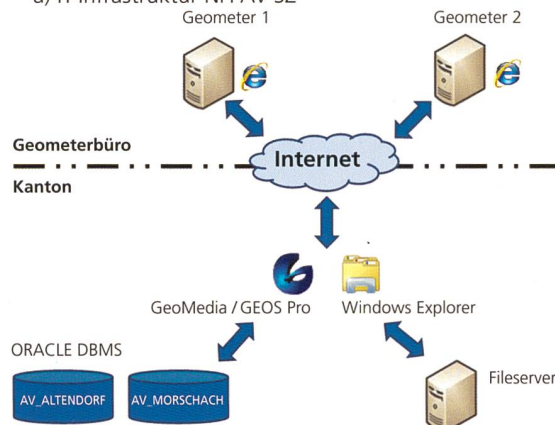 Geometer 1
Geometer 2
Geometerbüro
Internet
Kanton
GeoMedia / GEOS Pro
Windows Explorer
ORACLE DBMS
AV_ALTENDORF
AV_MORSCHACH
Fileserver